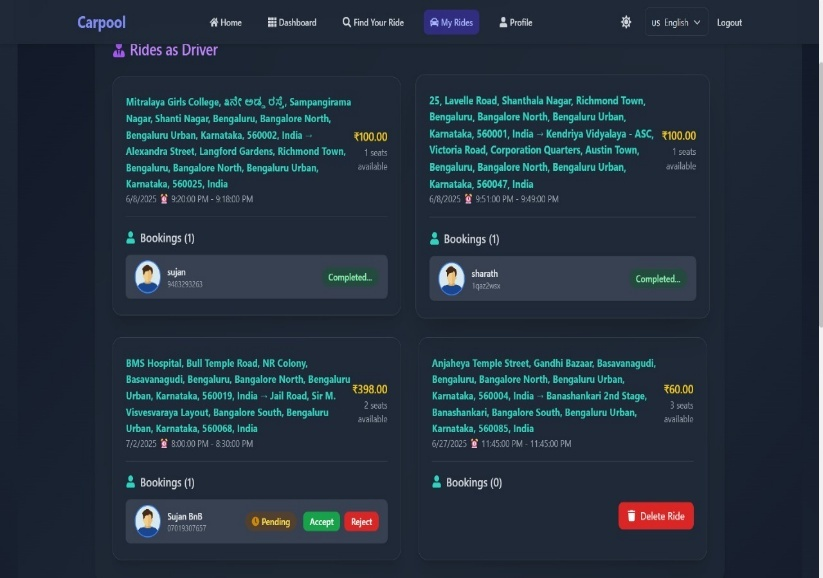 Carpool
Home
Dashboard
Find Your Ride
My Rides
Profile
US English
Logout
Rides as Driver
Mitralaya Girls College, ಹಿನೇ ಅಡ್ಡ ರಸ್ತೆ, Sampangirama
Nagar, Shanti Nagar, Bengaluru, Bangalore North,
Bengaluru Urban, Karnataka, 560002, India →
Alexandra Street, Langford Gardens, Richmond Town,
Bengaluru, Bangalore North, Bengaluru Urban,
Karnataka, 560025, India
₹100.00
1 seats
available
6/8/2025 9:20:00 PM - 9:18:00 PM
Bookings (1)
sujan
9403293263
Completed...
25, Lavelle Road, Shanthala Nagar, Richmond Town,
Bengaluru, Bangalore North, Bengaluru Urban,
Karnataka, 560001, India → Kendriya Vidyalaya - ASC,
Victoria Road, Corporation Quarters, Austin Town,
Bengaluru, Bangalore North, Bengaluru Urban,
Karnataka, 560047, India
₹100.00
1 seats
available
6/8/2025 9:51:00 PM - 9:49:00 PM
Bookings (1)
sharath
1qaz2wsx
Completed...
BMS Hospital, Bull Temple Road, NR Colony,
Basavanagudi, Bengaluru, Bangalore North, Bengaluru
Urban, Karnataka, 560019, India → Jail Road, Sir M.
Visvesvaraya Layout, Bangalore South, Bengaluru
Urban, Karnataka, 560068, India
₹398.00
2 seats
available
7/2/2025 8:00:00 PM - 8:30:00 PM
Bookings (1)
Sujan BnB
07019307657
Pending
Accept
Reject
Anjaheya Temple Street, Gandhi Bazaar, Basavanagudi,
Bengaluru, Bangalore North, Bengaluru Urban,
Karnataka, 560004, India → Banashankari 2nd Stage,
Banashankari, Bangalore South, Bengaluru Urban,
Karnataka, 560085, India
₹60.00
3 seats
available
6/27/2025 11:45:00 PM - 11:45:00 PM
Bookings (0)
Delete Ride